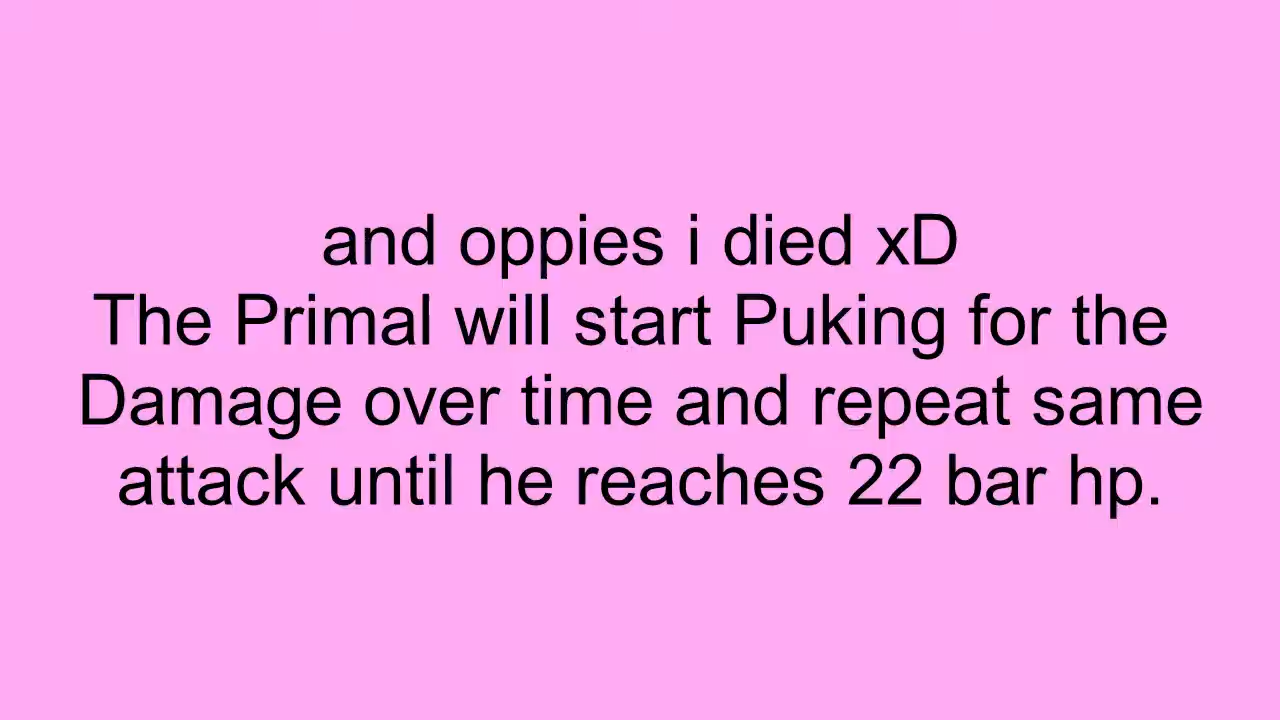 and oppies i died xD
The Primal will start Puking for the
Damage over time and repeat same
attack until he reaches 22 bar hp.